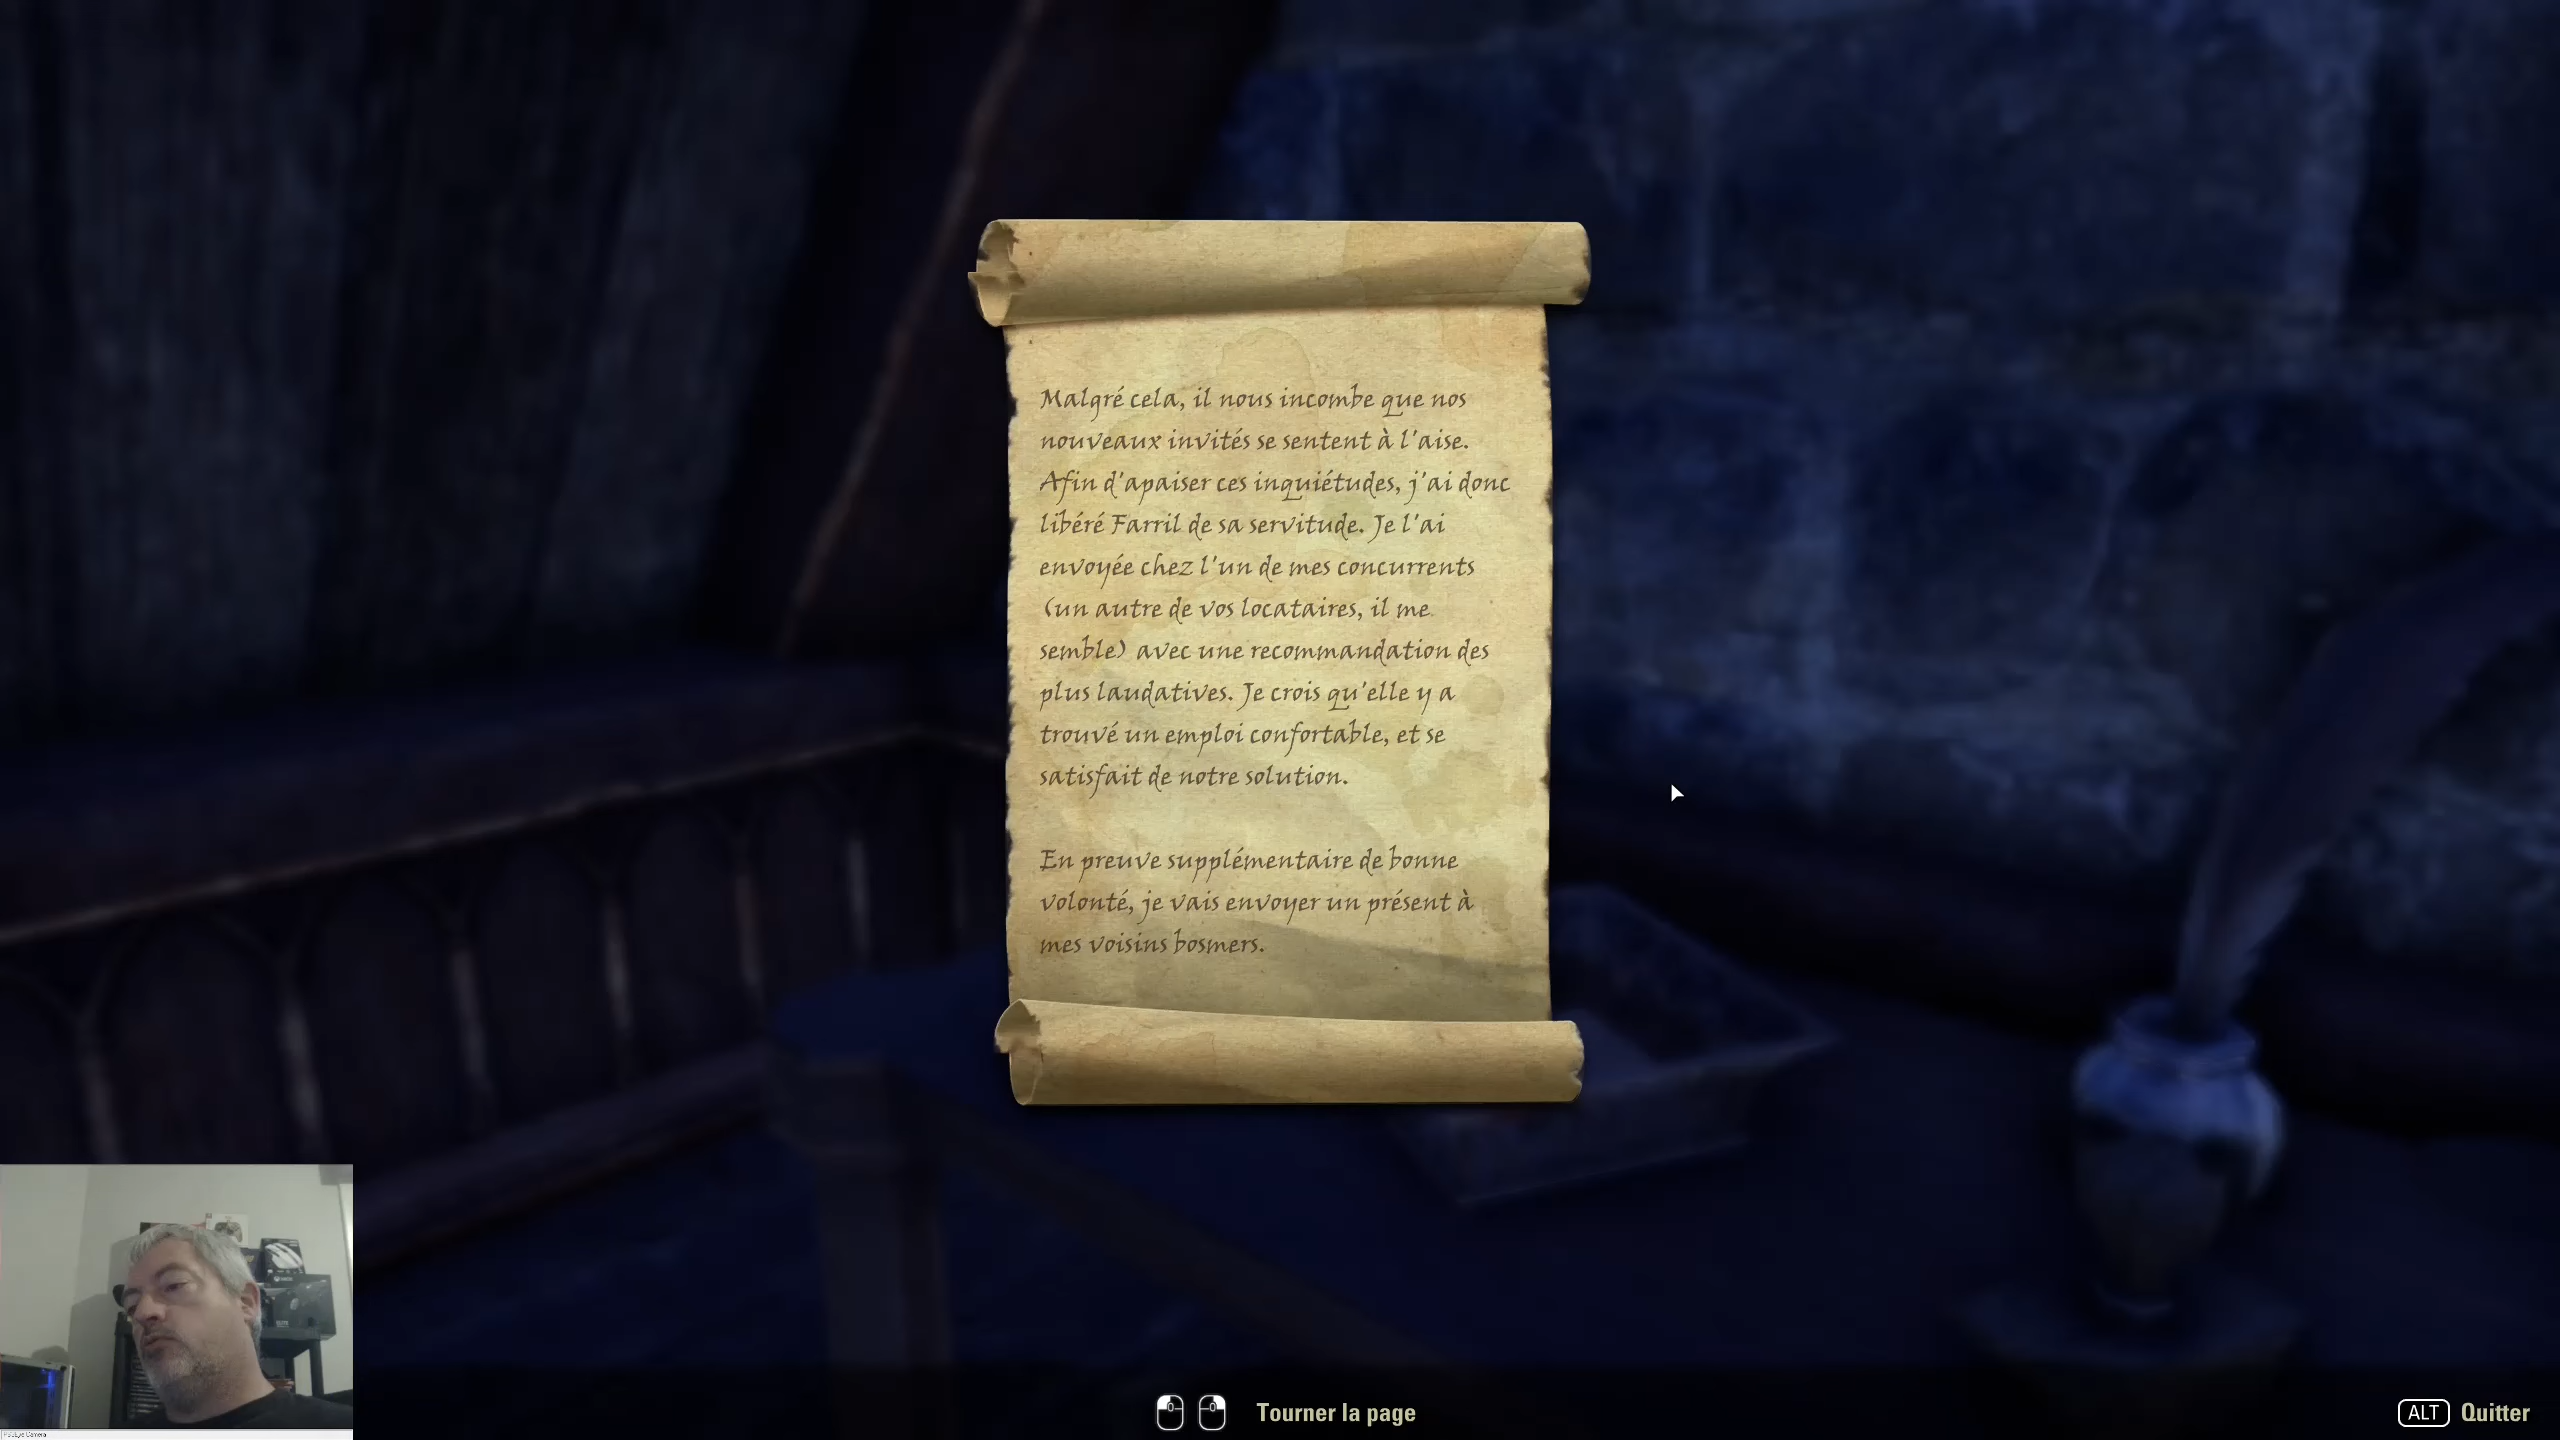 Malgré cela, il nous incombe que nos
nouveaux invités se sentent à l'aise.
Afin d'apaiser ces inquiétudes, j'ai donc
libéré Farril de sa servitude. Je l'ai
envoyée chez l'un de mes concurrents
(un autre de vos locataires, il me
semble) avec une recommandation des
plus laudatives. Je crois qu'elle y a
trouvé un emploi confortable, et se
satisfait de notre solution.
En preuve supplémentaire de bonne
volonté, je vais envoyer un présent à
mes voisins bosmers.
Tourner la page
ALT Quitter